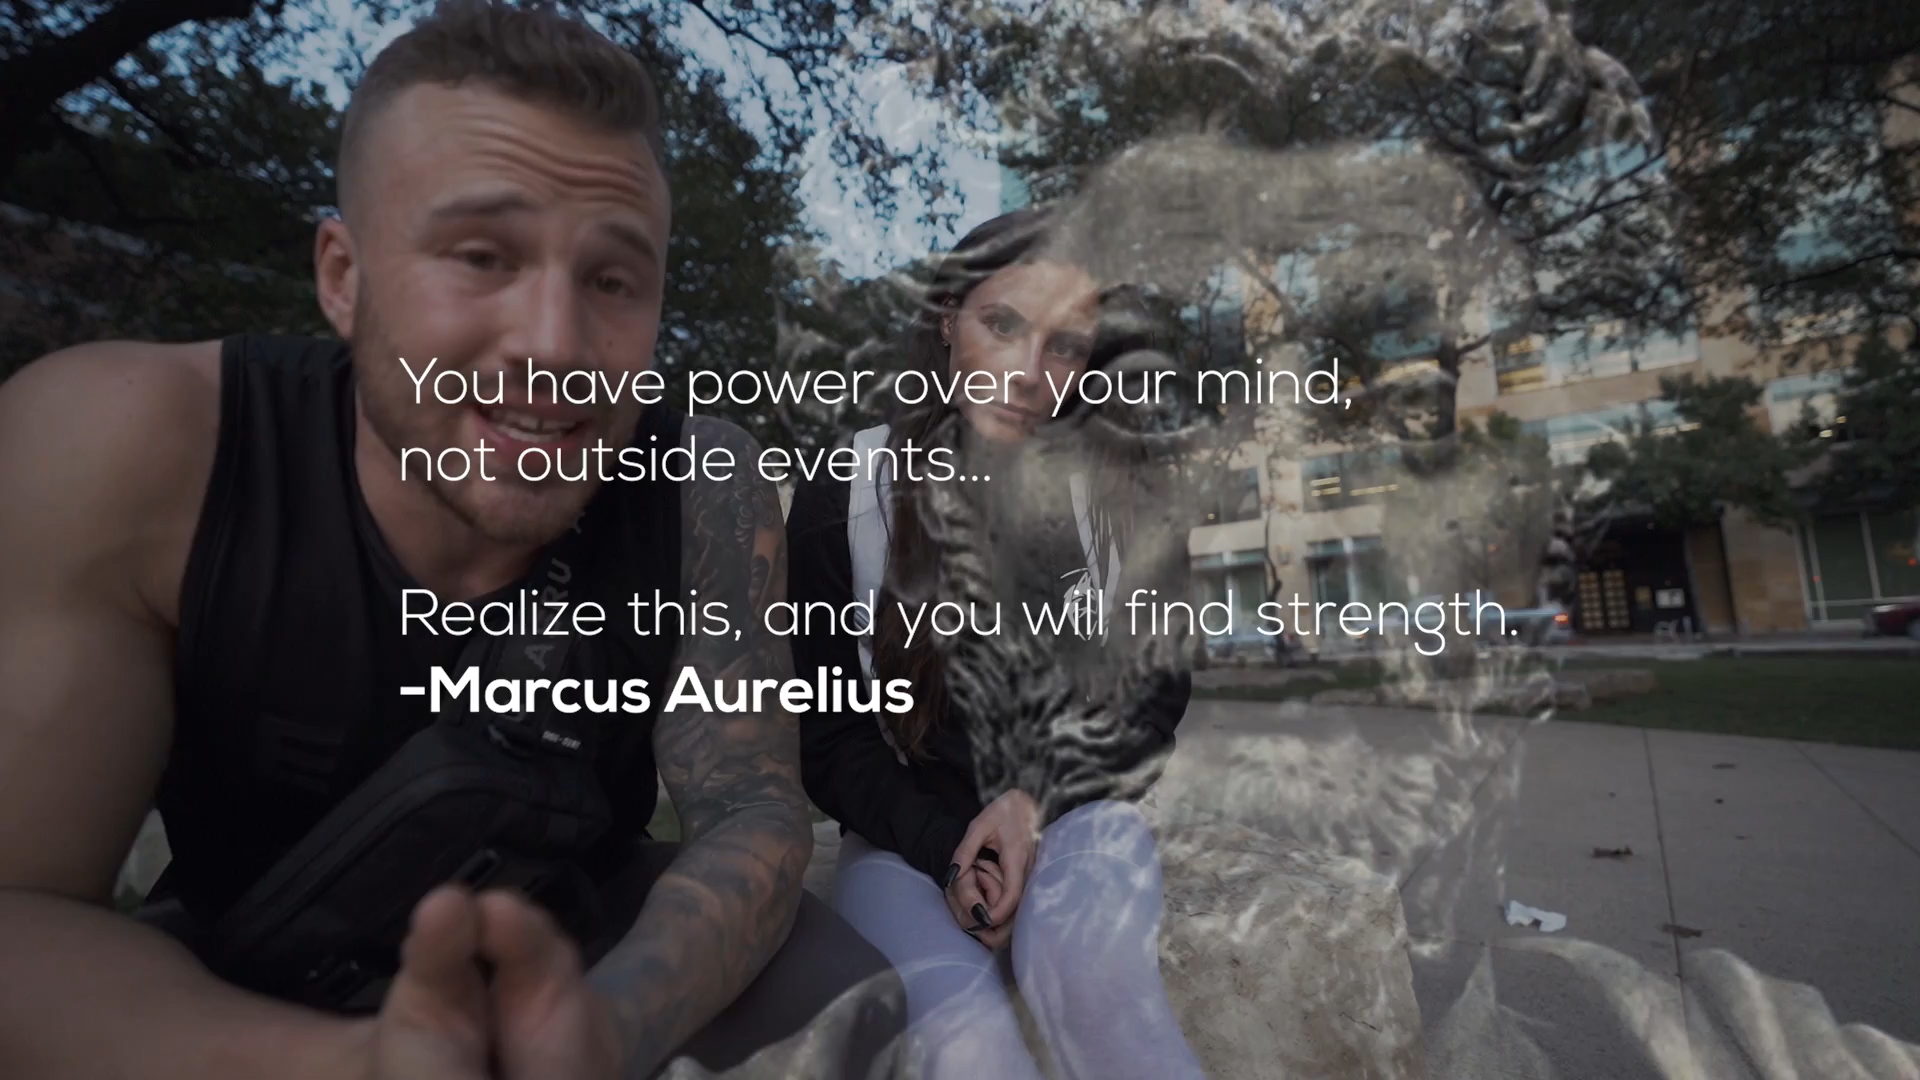 You have power over your mind,
not outside events...
Realize this, and you will find strength.
-Marcus Aurelius